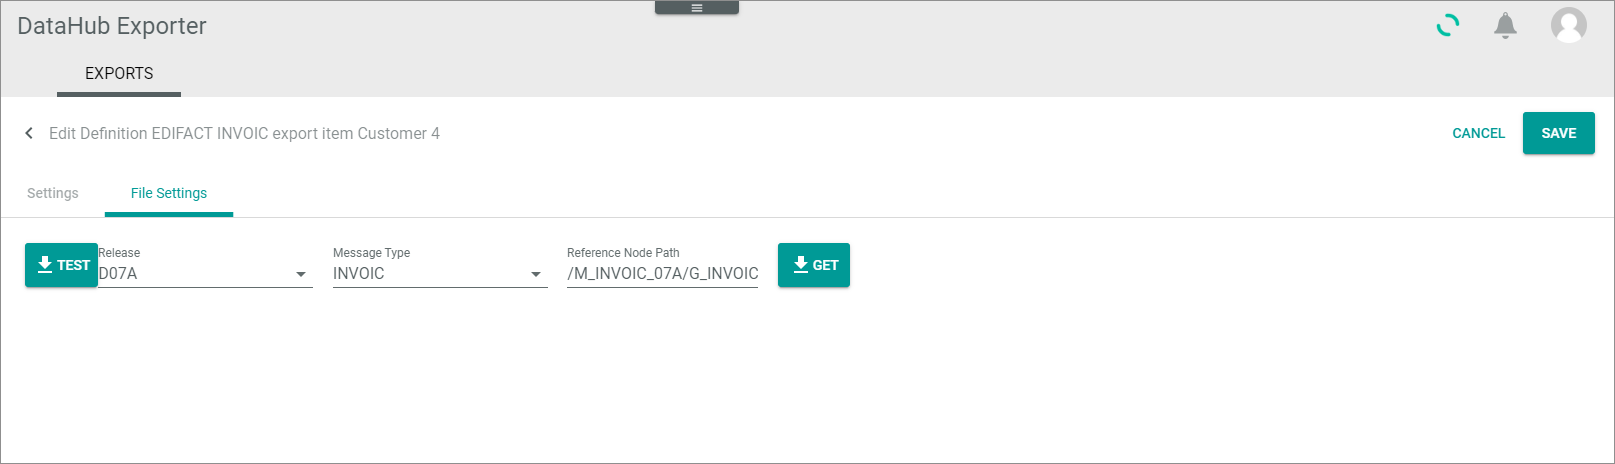 DataHub Exporter
EXPORTS
Edit Definition EDIFACT INVOIC export item Customer 4
CANCEL
SAVE
Settings
File Settings
TEST
Release
D07A
Message Type
INVOIC
Reference Node Path
/M_INVOIC_07A/G_INVOIC
GET